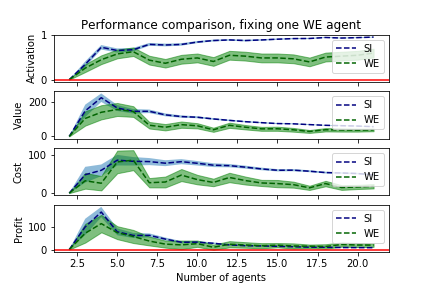 Performance comparison, fixing one WE agent
Activation
1
0
SI
WE
Value
200
0
SI
WE
Cost
100
0
SI
WE
Profit
100
0
SI
WE
2.5 5.0 7.5 10.0 12.5 15.0 17.5 20.0
Number of agents